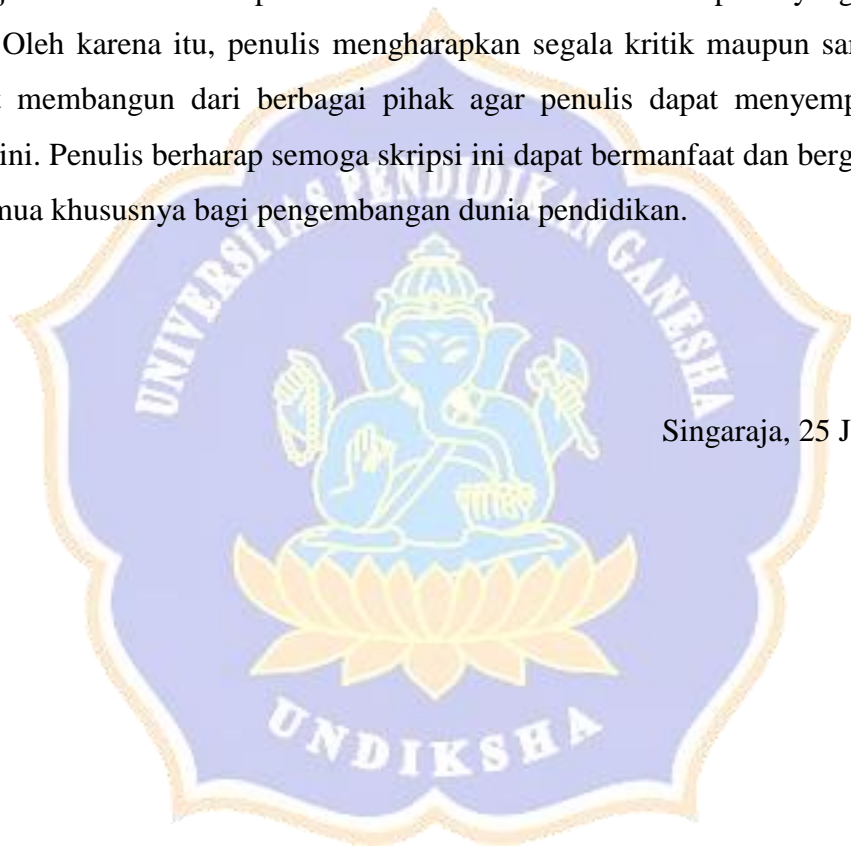 Oleh karena itu, penulis mengharapkan segala kritik maupun
membangun dari berbagai pihak agar penulis dapat
ini. Penulis berharap semoga skripsi ini dapat bermanfaat dan
khususnya bagi pengembangan dunia pendidikan.
UNIVERSITAS PENDIDIKAN GANESHA
Singaraja, 25
UNDIKSHA